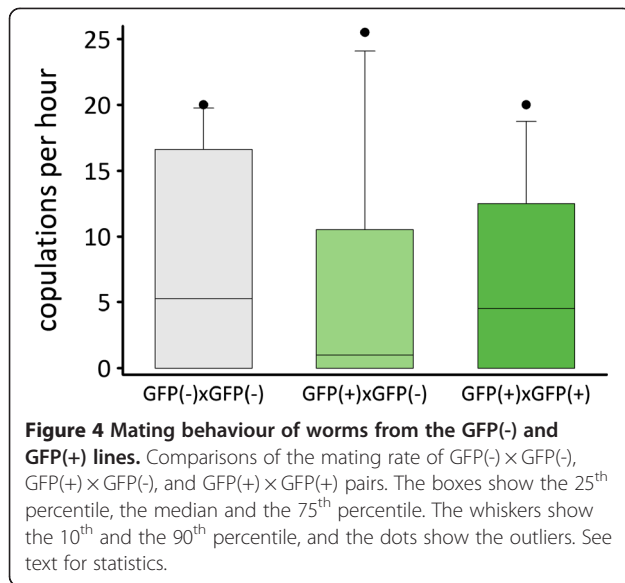 25
20
15
10
5
0
copulations per hour
GFP(-)xGFP(-) GFP(+)xGFP(-) GFP(+)xGFP(+)
Figure 4 Mating behaviour of worms from the GFP(-) and
GFP(+) lines. Comparisons of the mating rate of GFP(-) × GFP(-),
GFP(+) × GFP(-), and GFP(+) × GFP(+) pairs. The boxes show the 25th
percentile, the median and the 75th percentile. The whiskers show
the 10th and the 90th percentile, and the dots show the outliers. See
text for statistics.